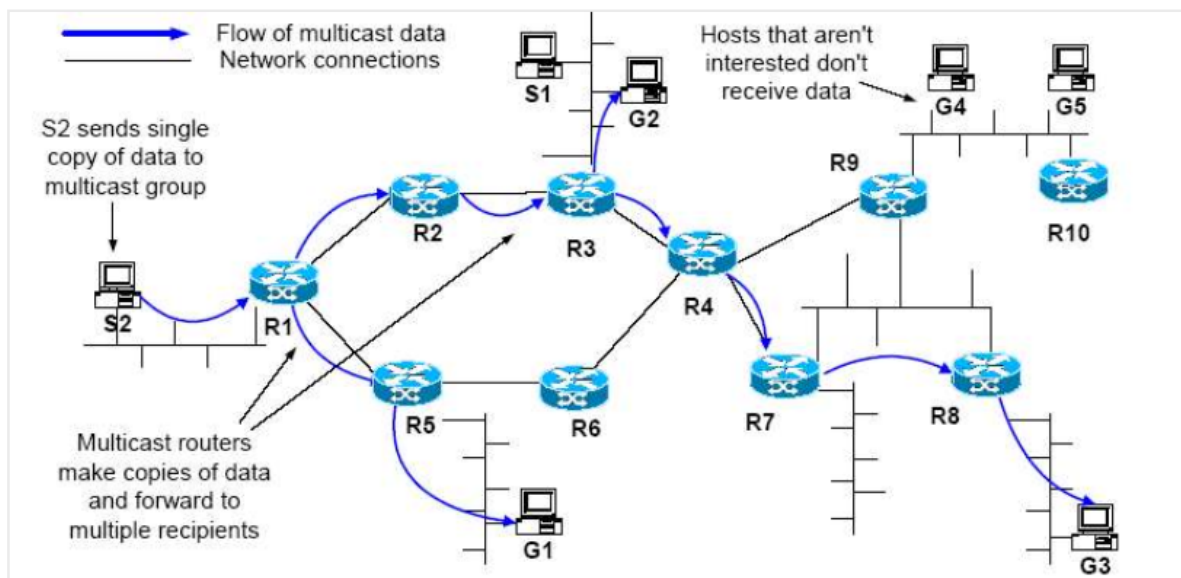 Flow of multicast data
Network connections
S1
G2
Hosts that aren't
interested don't
receive data
G4
G5
S2 sends single
copy of data to
multicast group
R2
R3
R9
R10
S2
R1
R4
R5
R6
R7
R8
Multicast routers
make copies of data
and forward to
multiple recipients
G1
G3